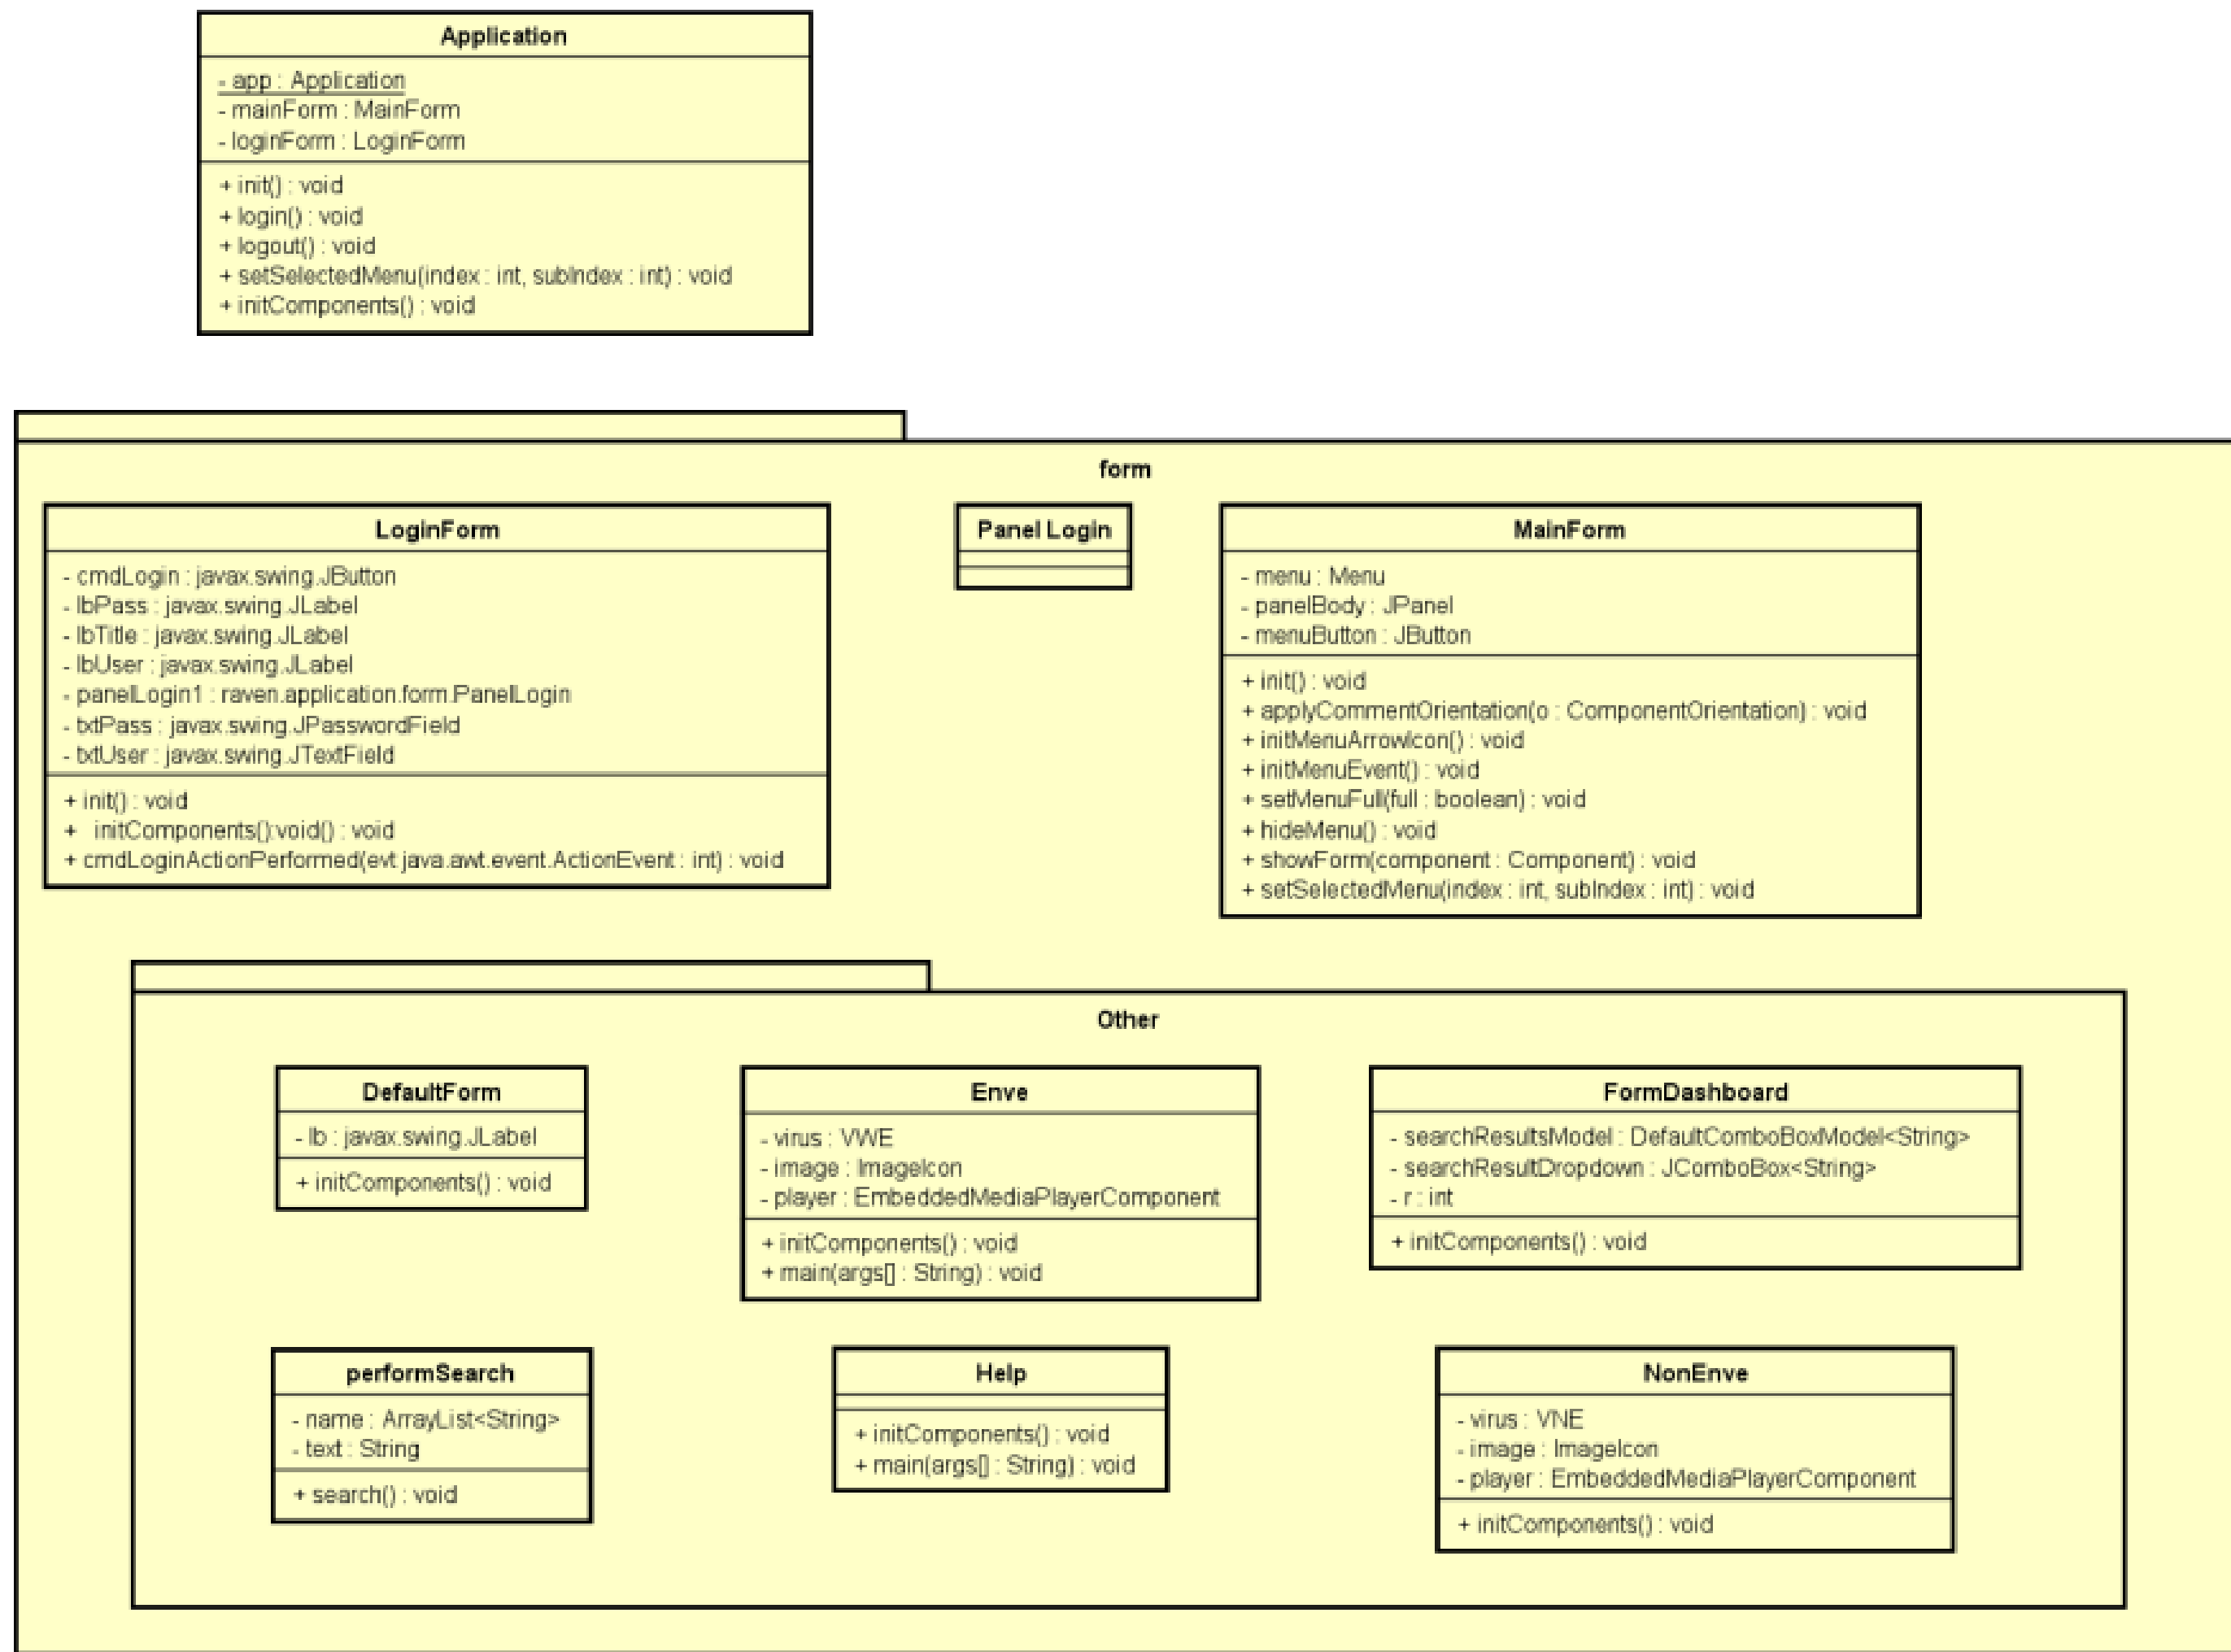 Application
- app : Application
- mainForm : MainForm
- loginForm : LoginForm
+ init() : void
+ login() : void
+ logout() : void
+ setSelectedMenu(index : int, subIndex : int) : void
+ initComponents() : void
form
LoginForm
- cmdLogin : javax.swing.JButton
- lbPass : javax.swing.JLabel
- lbTitle : javax.swing.JLabel
- lbUser : javax.swing.JLabel
- panelLogin1 : raven.application.form.PanelLogin
- txtPass : javax.swing.JPasswordField
- txtUser : javax.swing.JTextField
+ init() : void
+ initComponents():void() : void
+ cmdLoginActionPerformed(evt java.awt.event.ActionEvent : int) : void
Panel Login
MainForm
- menu : Menu
- panelBody : JPanel
- menuButton : JButton
+ init() : void
+ applyCommentOrientation(o : ComponentOrientation) : void
+ initMenuArrowIcon() : void
+ initMenuEvent() : void
+ setMenuFull(full : boolean) : void
+ hideMenu() : void
+ showForm(component : Component) : void
+ setSelectedMenu(index : int, subIndex : int) : void
Other
DefaultForm
- lb : javax.swing.JLabel
+ initComponents() : void
Enve
- virus : VWE
- image : ImageIcon
- player : EmbeddedMediaPlayerComponent
+ initComponents() : void
+ main(args[] : String) : void
FormDashboard
- searchResultsModel : DefaultComboBoxModel<String>
- searchResultDropdown : JComboBox<String>
- r : int
+ initComponents() : void
performSearch
- name : ArrayList<String>
- text : String
+ search() : void
Help
+ initComponents() : void
+ main(args[] : String) : void
NonEnve
- virus : VNE
- image : ImageIcon
- player : EmbeddedMediaPlayerComponent
+ initComponents() : void